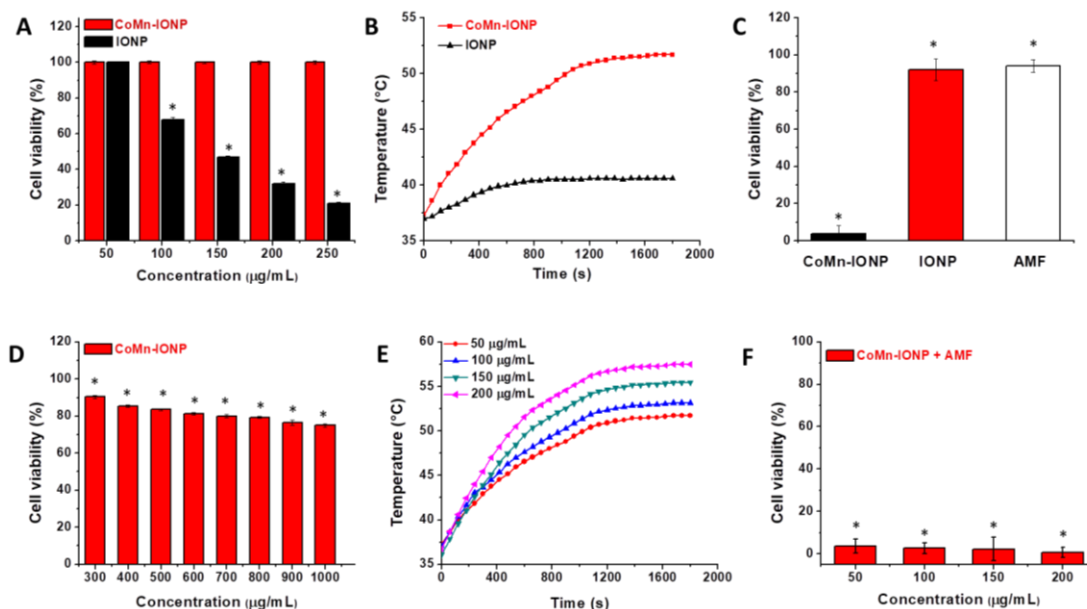 A
CoMn-IONP
IONP
Cell viability (%)
120
100
80
60
40
20
0
* * * *
50 100 150 200 250
Concentration (µg/mL)
B
CoMn-IONP
IONP
Temperature (°C)
50
45
40
35
0 400 800 1200 1600 2000
Time (s)
C
Cell viability (%)
100
80
60
40
20
0
* * *
CoMn-IONP IONP AMF
D
CoMn-IONP
Cell viability (%)
120
100
80
60
40
20
0
* * * * * * * *
300 400 500 600 700 800 900 1000
Concentration (µg/mL)
E
50 µg/mL
100 µg/mL
150 µg/mL
200 µg/mL
Temperature (°C)
60
55
50
45
40
35
0 400 800 1200 1600 2000
Time (s)
F
CoMn-IONP + AMF
Cell viability (%)
100
80
60
40
20
0
* * * *
50 100 150 200
Concentration (µg/mL)